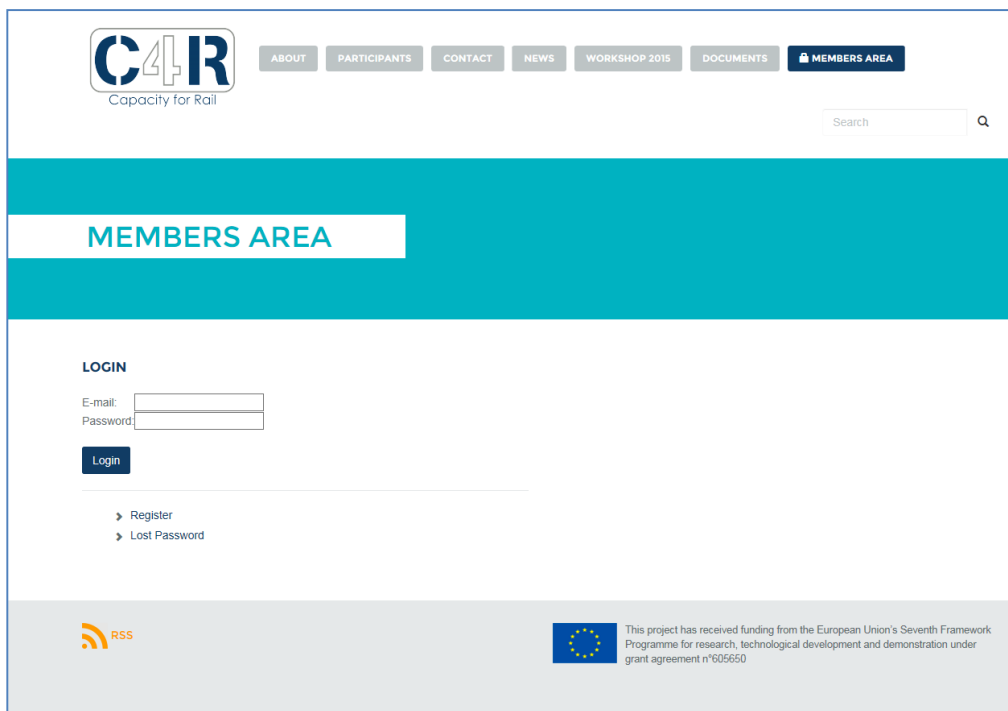 C4R
Capacity for Rail
ABOUT PARTICIPANTS CONTACT NEWS WORKSHOP 2015 DOCUMENTS MEMBERS AREA
Search
MEMBERS AREA
LOGIN
E-mail:
Password:
Login
Register
Lost Password
RSS
This project has received funding from the European Union's Seventh Framework
Programme for research, technological development and demonstration under
grant agreement n°605650